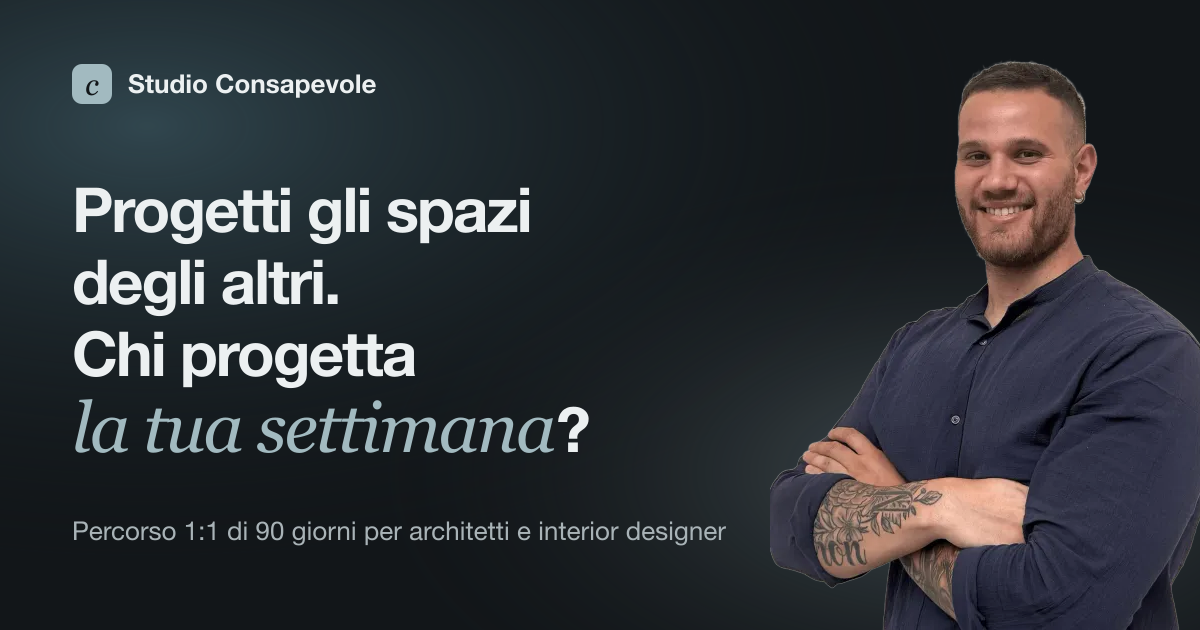 c Studio Consapevole
Progetti gli spazi
degli altri.
Chi progetta
la tua settimana?
Percorso 1:1 di 90 giorni per architetti e interior designer